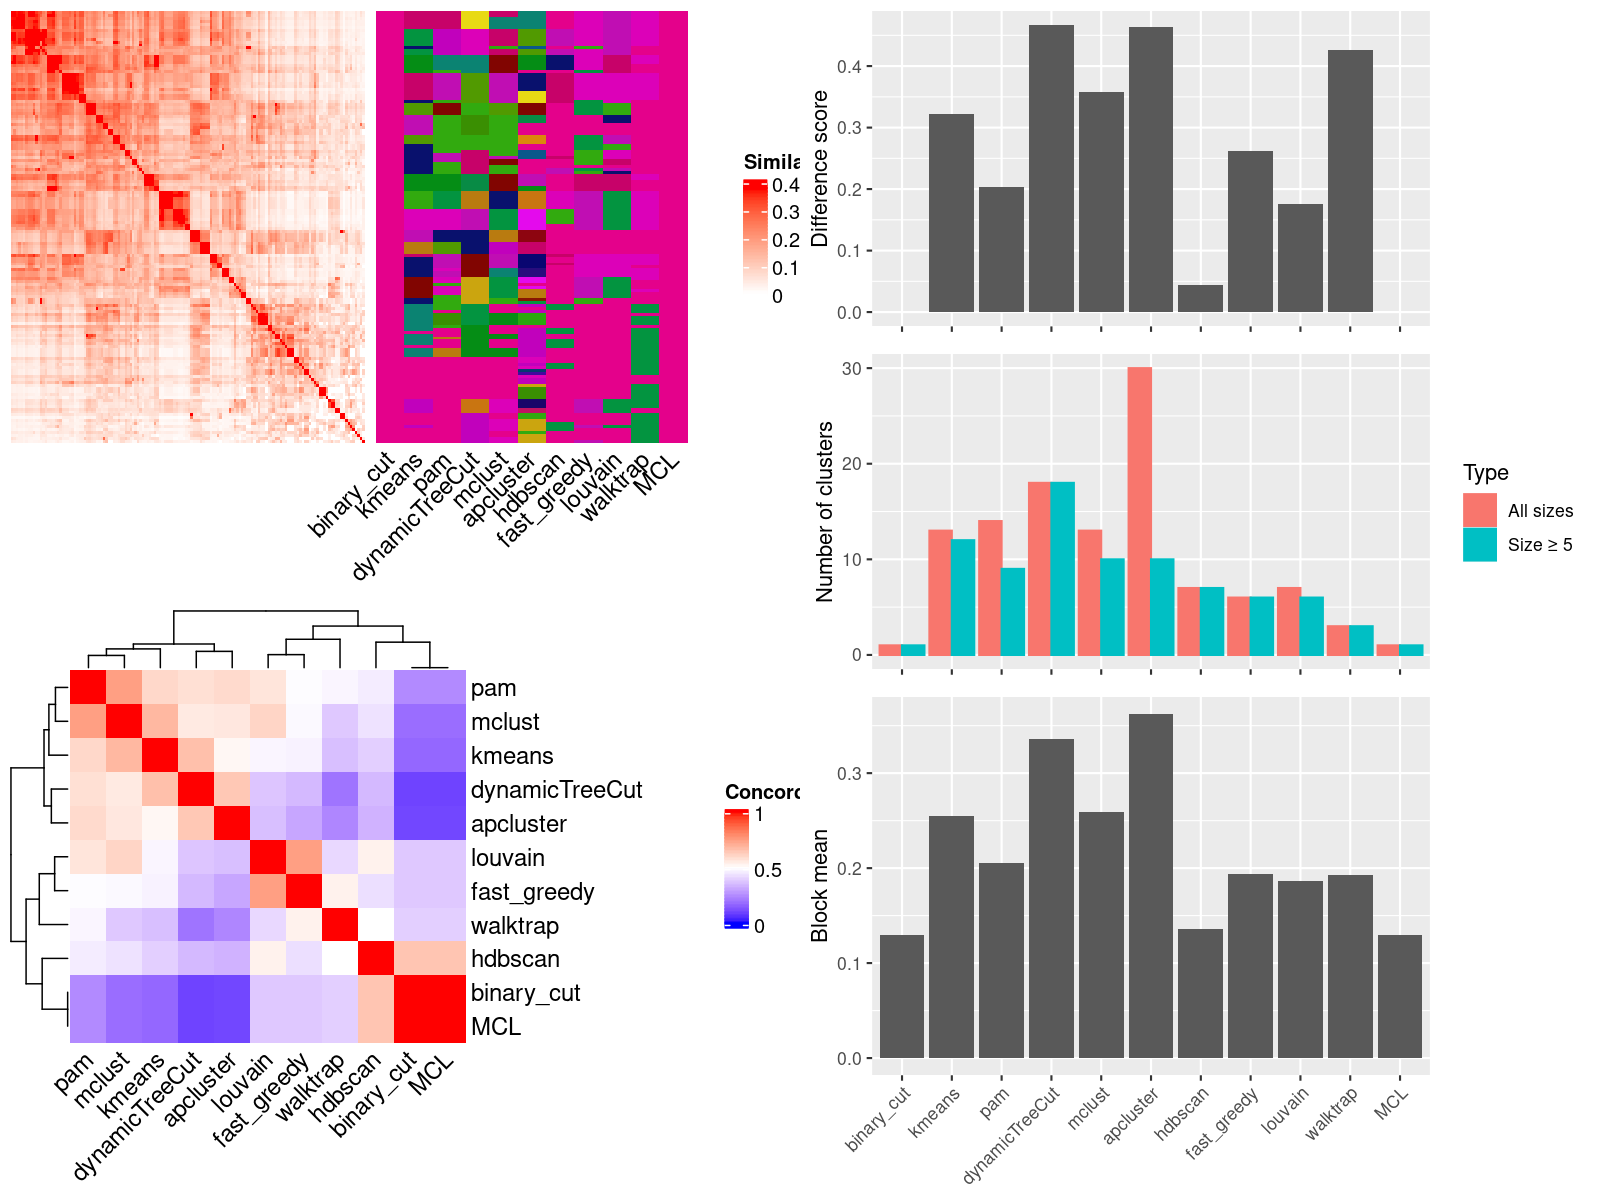 Simila
0.4
0.3
0.2
0.1
0
binary_cut
kmeans
pam
dynamicTreeCut
mclust
apcluster
hdbscan
fast_greedy
louvain
walktrap
MCL
pam
mclust
kmeans
dynamicTreeCut
apcluster
louvain
fast_greedy
walktrap
hdbscan
binary_cut
MCL
Concord
1
0.5
0
pam
mclust
kmeans
dynamicTreeCut
apcluster
louvain
fast_greedy
walktrap
hdbscan
binary_cut
MCL
Difference score
0.4
0.3
0.2
0.1
0.0
Number of clusters
30
20
10
0
Type
All sizes
Size ≥ 5
Block mean
0.3
0.2
0.1
0.0
binary_cut
kmeans
pam
dynamicTreeCut
mclust
apcluster
hdbscan
fast_greedy
louvain
walktrap
MCL